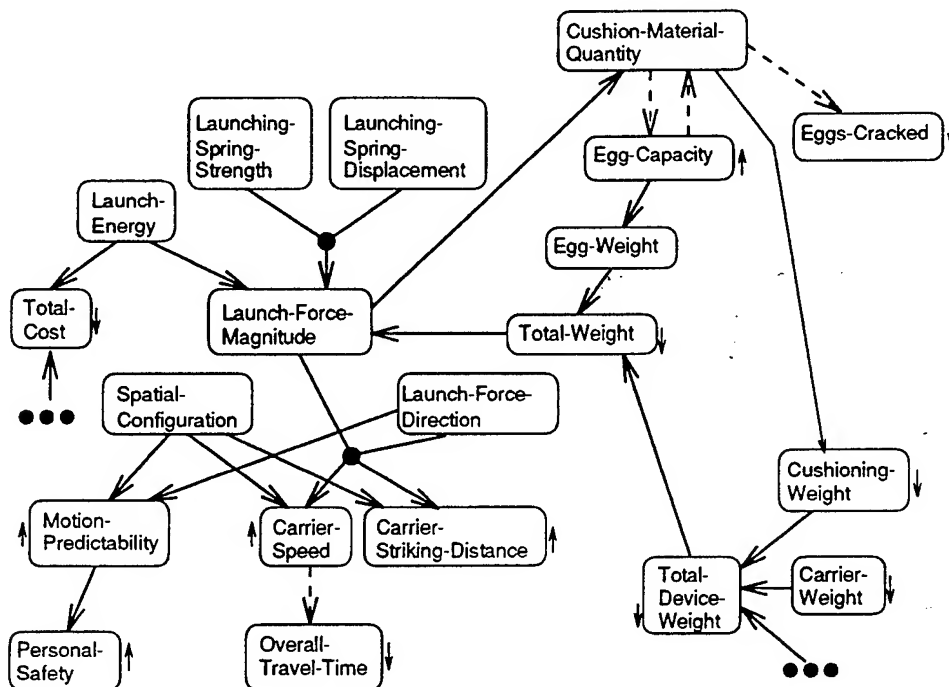 Cushion-Material-
Quantity
Launching-
Spring-
Strength
Launching-
Spring-
Displacement
Eggs-Cracked
Egg-Capacity
Launch-
Energy
Egg-Weight
Total-
Cost
Launch-Force-
Magnitude
Total-Weight
Spatial-
Configuration
Launch-Force-
Direction
Cushioning-
Weight
Motion-
Predictability
Carrier-
Speed
Carrier-
Striking-Distance
Total-
Device-
Weight
Carrier-
Weight
Personal-
Safety
Overall-
Travel-Time